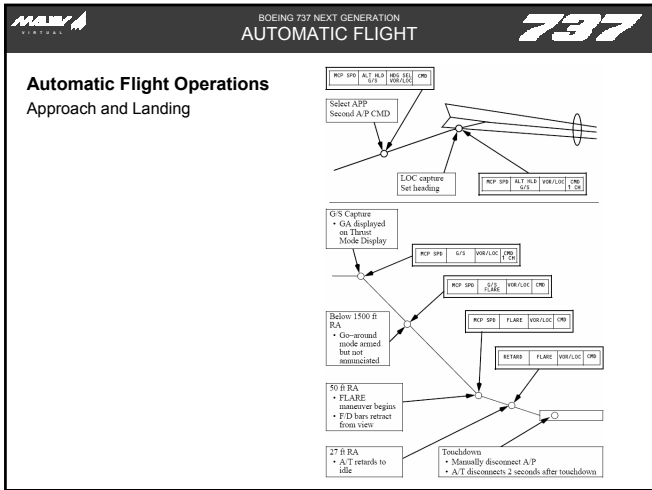 MAW
VIRTUAL
BOEING 737 NEXT GENERATION
AUTOMATIC FLIGHT
737
Automatic Flight Operations
Approach and Landing
MCP SPD ALT HLD HDG SEL CMD
G/S VOR/LOC
Select APP
Second A/P CMD
LOC capture
Set heading
MCP SPD ALT HLD VOR/LOC CMD
G/S 1 CH
G/S Capture
• GA displayed
on Thrust
Mode Display
MCP SPD G/S VOR/LOC CMD
1 CH
MCP SPD G/S VOR/LOC CMD
FLARE
Below 1500 ft
RA
• Go–around
mode armed
but not
annunciated
MCP SPD FLARE VOR/LOC CMD
RETARD FLARE VOR/LOC CMD
50 ft RA
• FLARE
maneuver begins
• F/D bars retract
from view
27 ft RA
• A/T retards to
idle
Touchdown
• Manually disconnect A/P
• A/T disconnects 2 seconds after touchdown